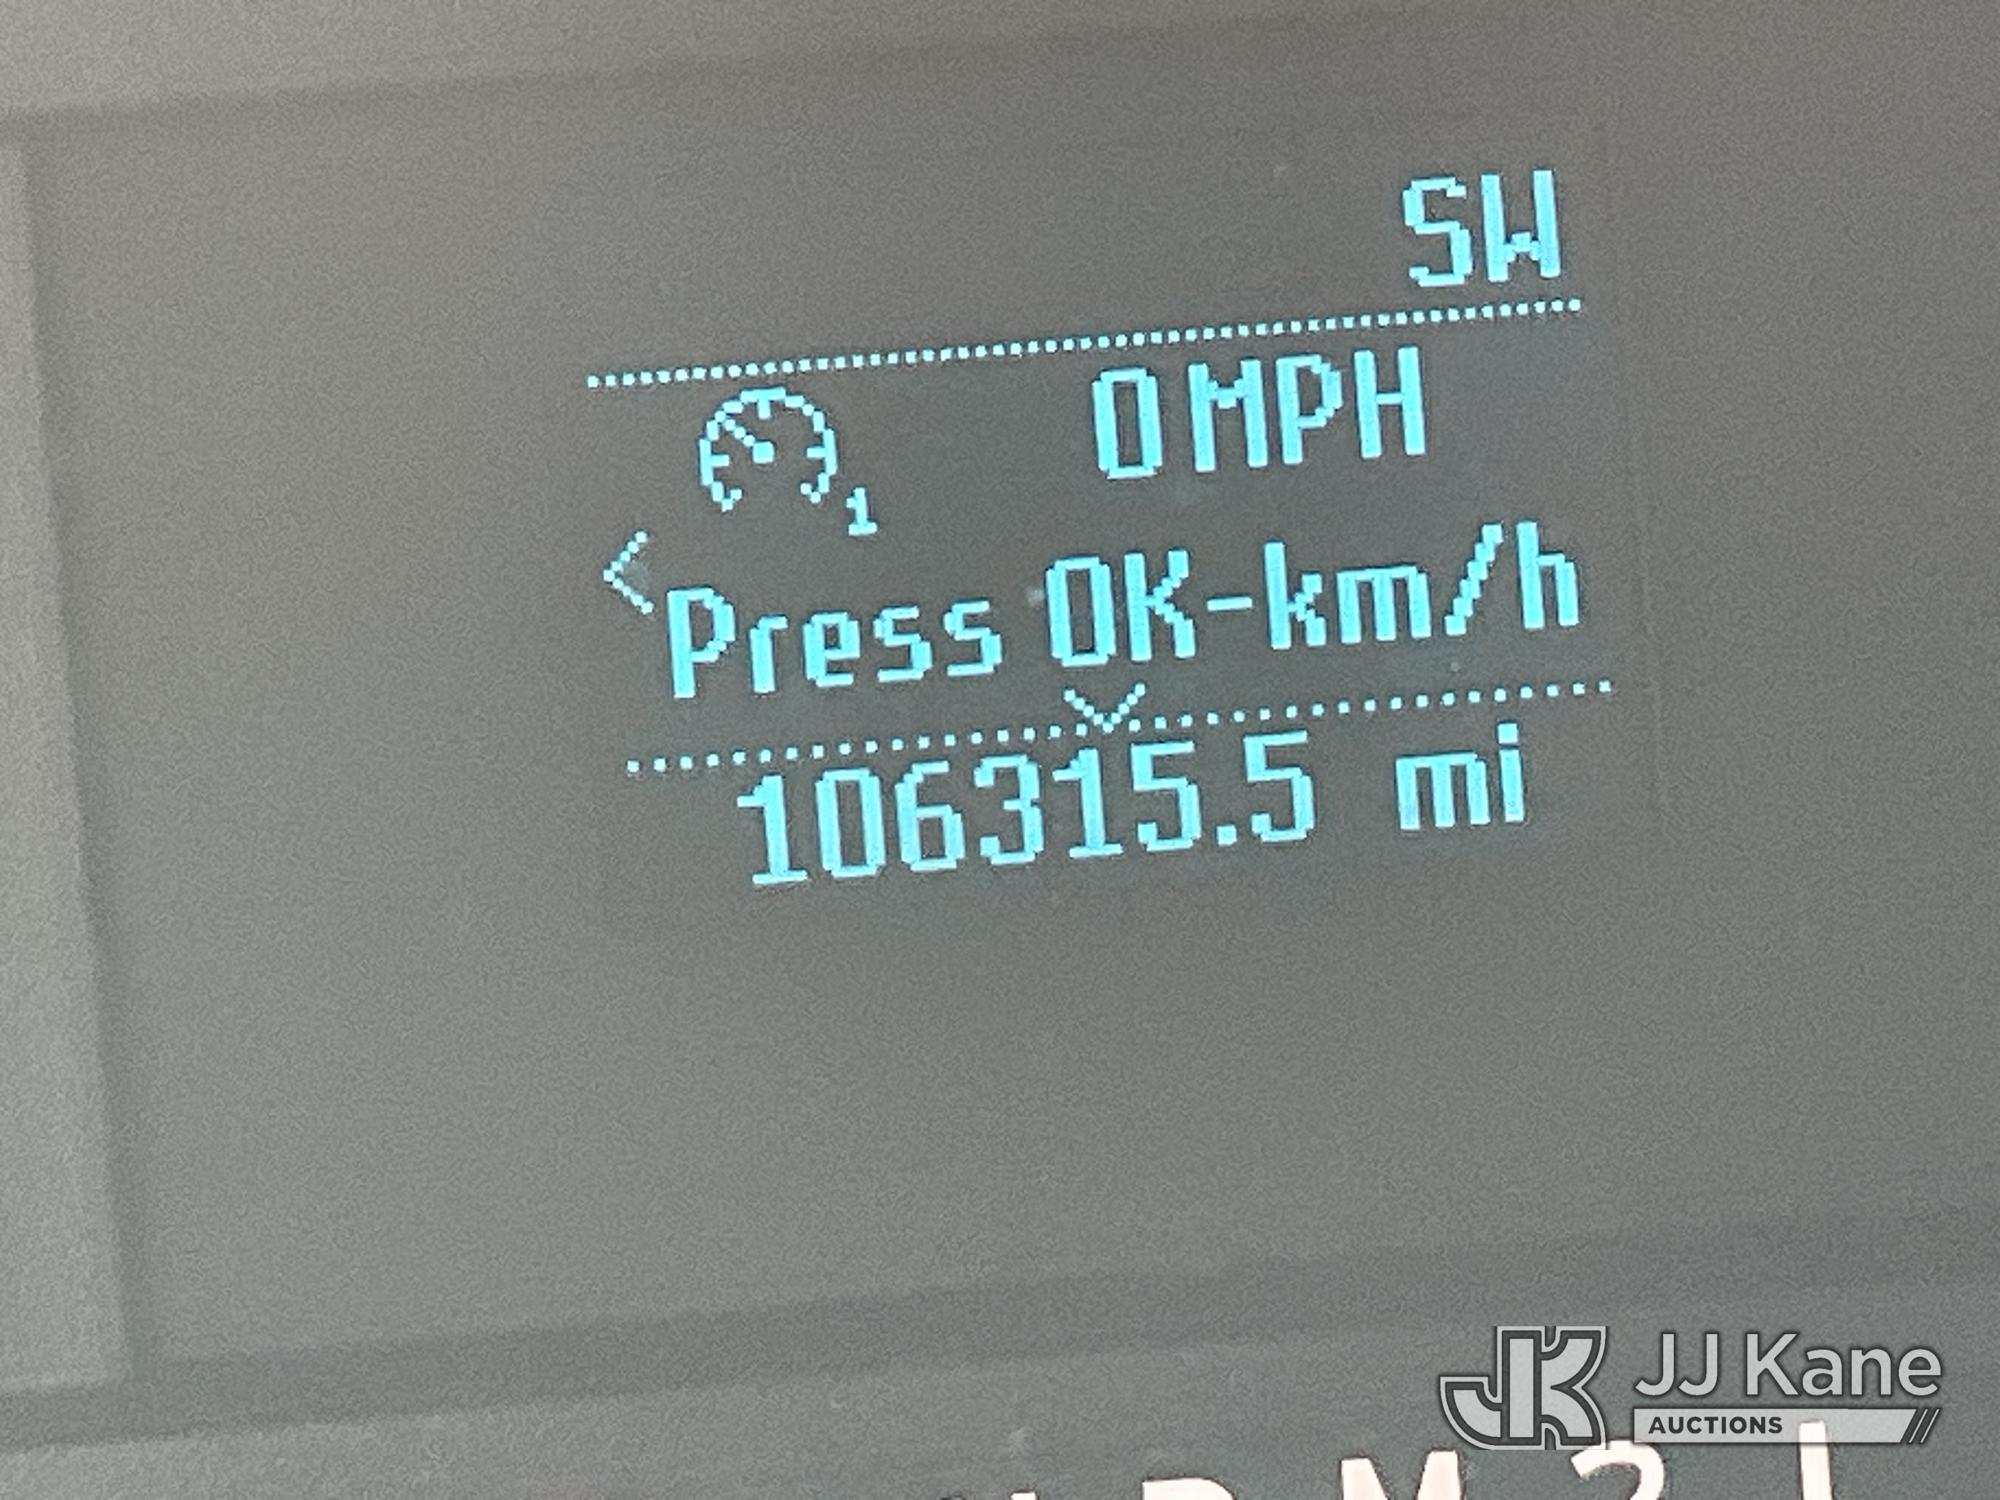 SW
0 MPH
1
Press OK-km/h
106315.5 mi
JJ Kane
AUCTIONS